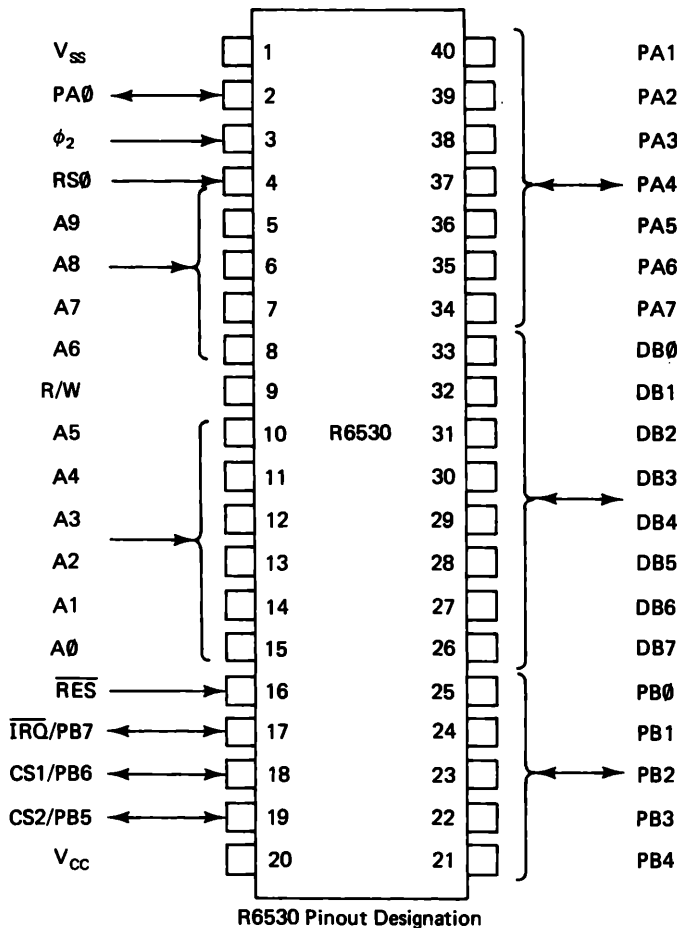 V_SS 1 40 PA1
PAØ 2 39 PA2
ϕ₂ 3 38 PA3
RSØ 4 37 PA4
A9 5 36 PA5
A8 6 35 PA6
A7 7 34 PA7
A6 8 33 DBØ
R/W 9 32 DB1
A5 10 R6530 31 DB2
A4 11 30 DB3
A3 12 29 DB4
A2 13 28 DB5
A1 14 27 DB6
AØ 15 26 DB7
R̅E̅S̅ 16 25 PBØ
I̅R̅Q̅/PB7 17 24 PB1
CS1/PB6 18 23 PB2
CS2/PB5 19 22 PB3
V_CC 20 21 PB4
R6530 Pinout Designation